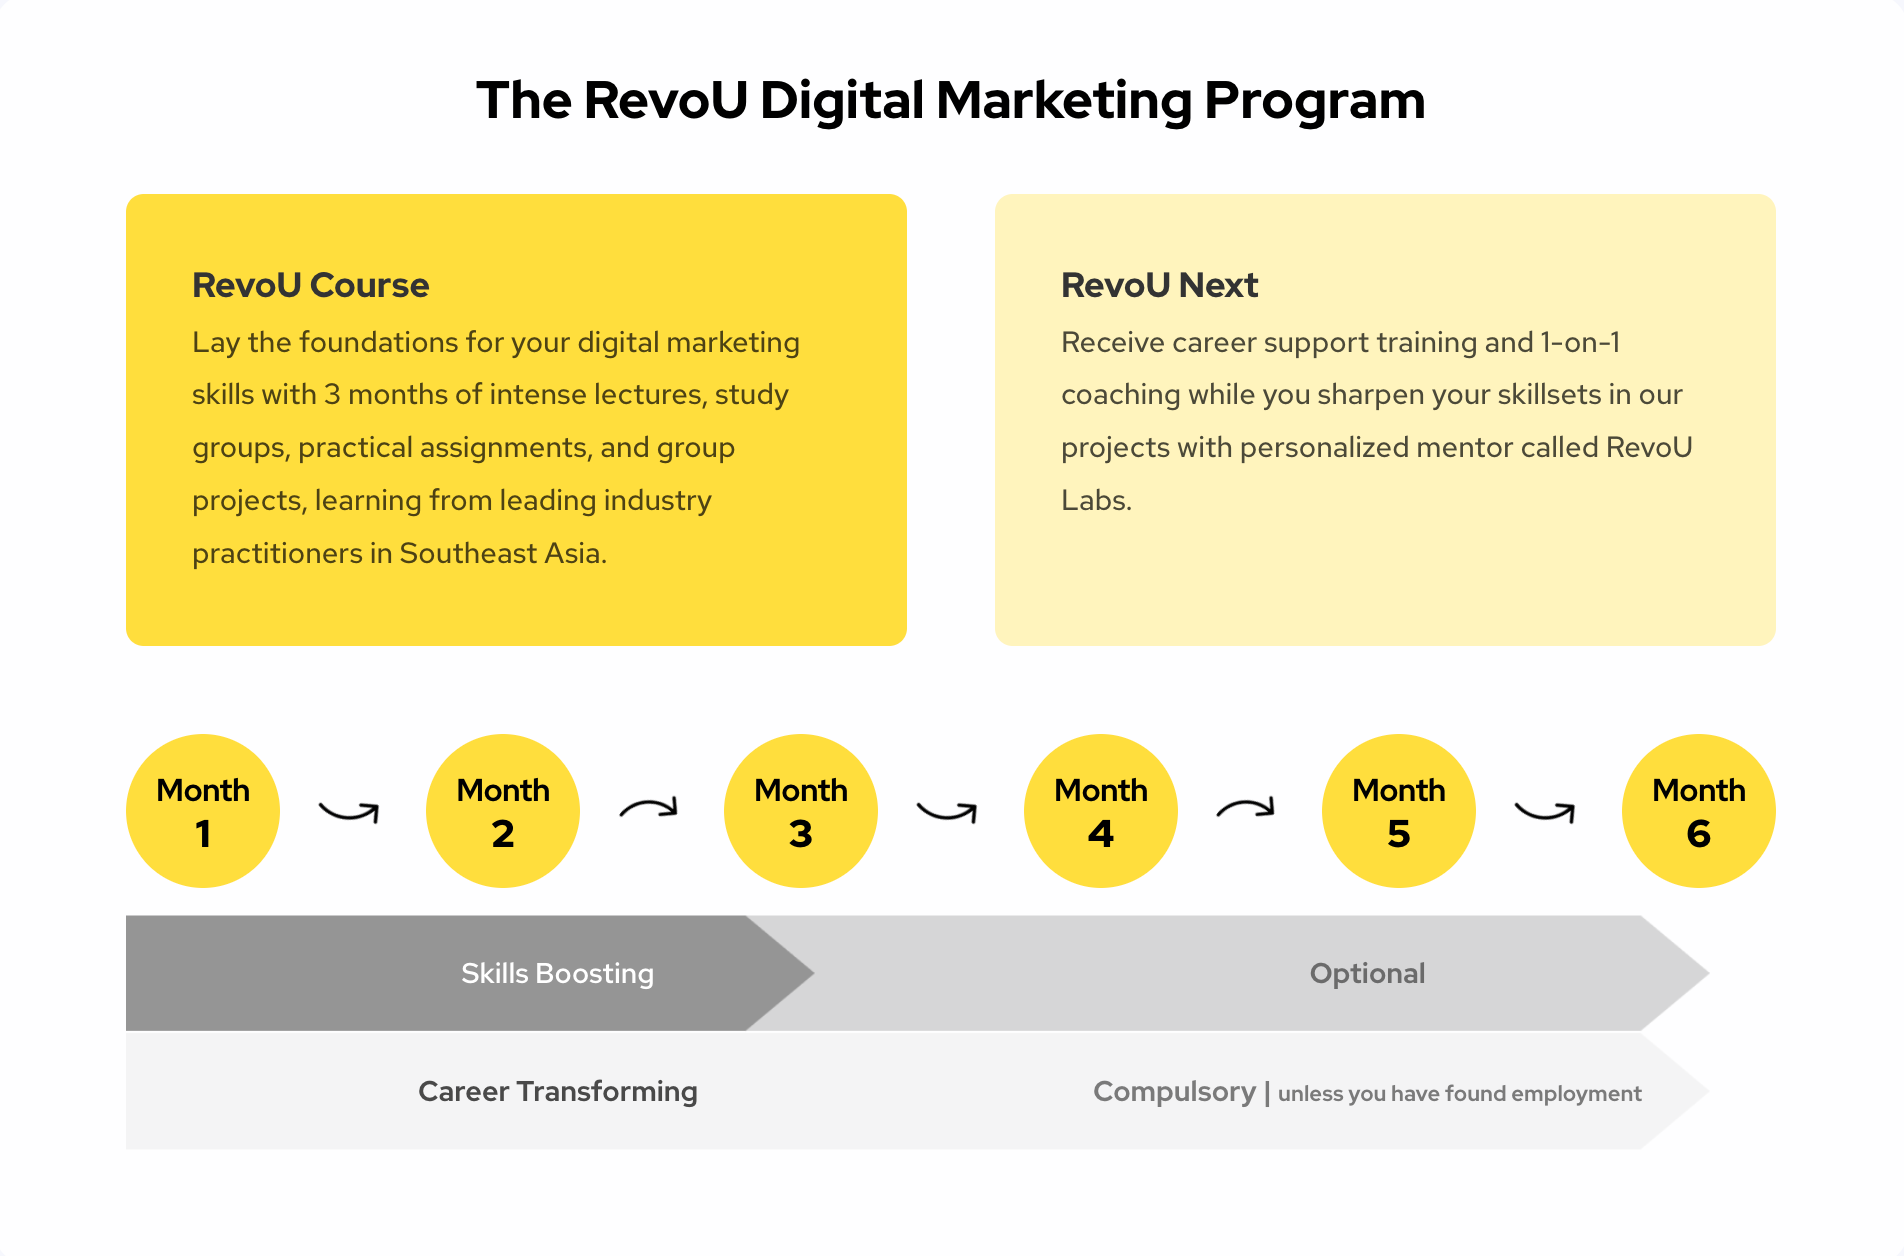 The RevoU Digital Marketing Program
RevoU Course
Lay the foundations for your digital marketing
skills with 3 months of intense lectures, study
groups, practical assignments, and group
projects, learning from leading industry
practitioners in Southeast Asia.
RevoU Next
Receive career support training and 1-on-1
coaching while you sharpen your skillsets in our
projects with personalized mentor called RevoU
Labs.
Month
1
Month
2
Month
3
Month
4
Month
5
Month
6
Skills Boosting
Optional
Career Transforming
Compulsory | unless you have found employment